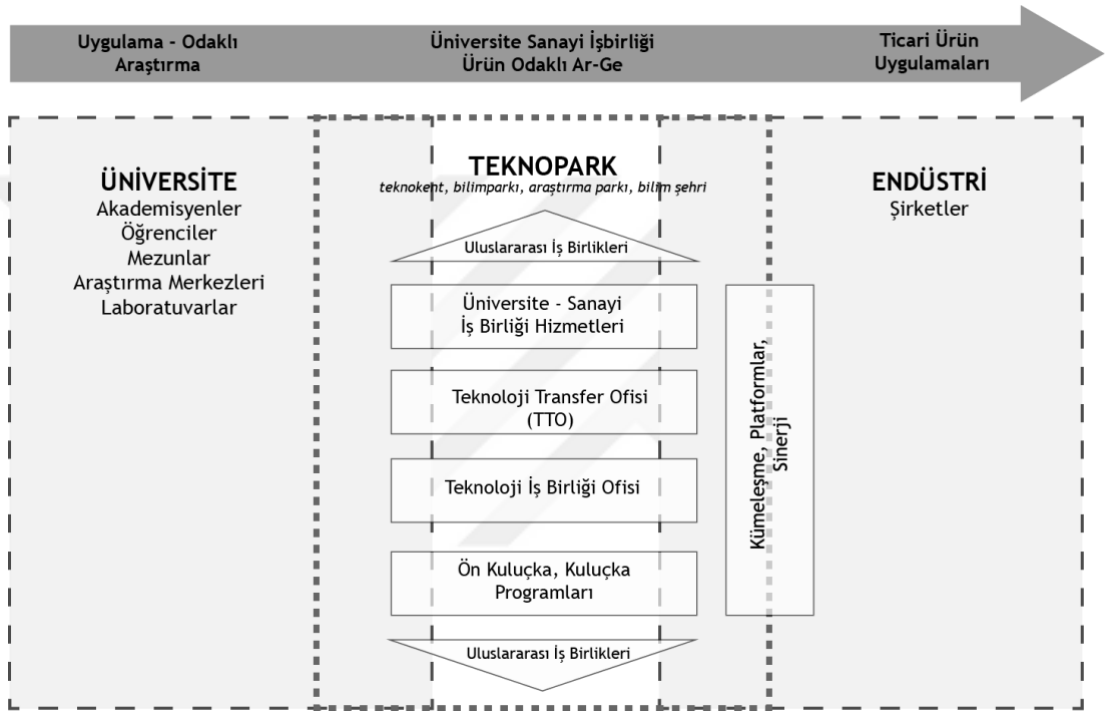 Uygulama - Odaklı
Araştırma
Üniversite Sanayi İşbirliği
Ürün Odaklı Ar-Ge
Ticari Ürün
Uygulamaları
ÜNİVERSİTE
Akademisyenler
Öğrenciler
Mezunlar
Araştırma Merkezleri
Laboratuvarlar
TEKNOPARK
teknokent, bilimparkı, araştırma parkı, bilim şehri
Uluslararası İş Birlikleri
Üniversite - Sanayi
İş Birliği Hizmetleri
Teknoloji Transfer Ofisi
(TTO)
Teknoloji İş Birliği Ofisi
Ön Kuluçka, Kuluçka
Programları
Uluslararası İş Birlikleri
Kümeleşme, Platformlar,
Sinerji
ENDÜSTRİ
Şirketler